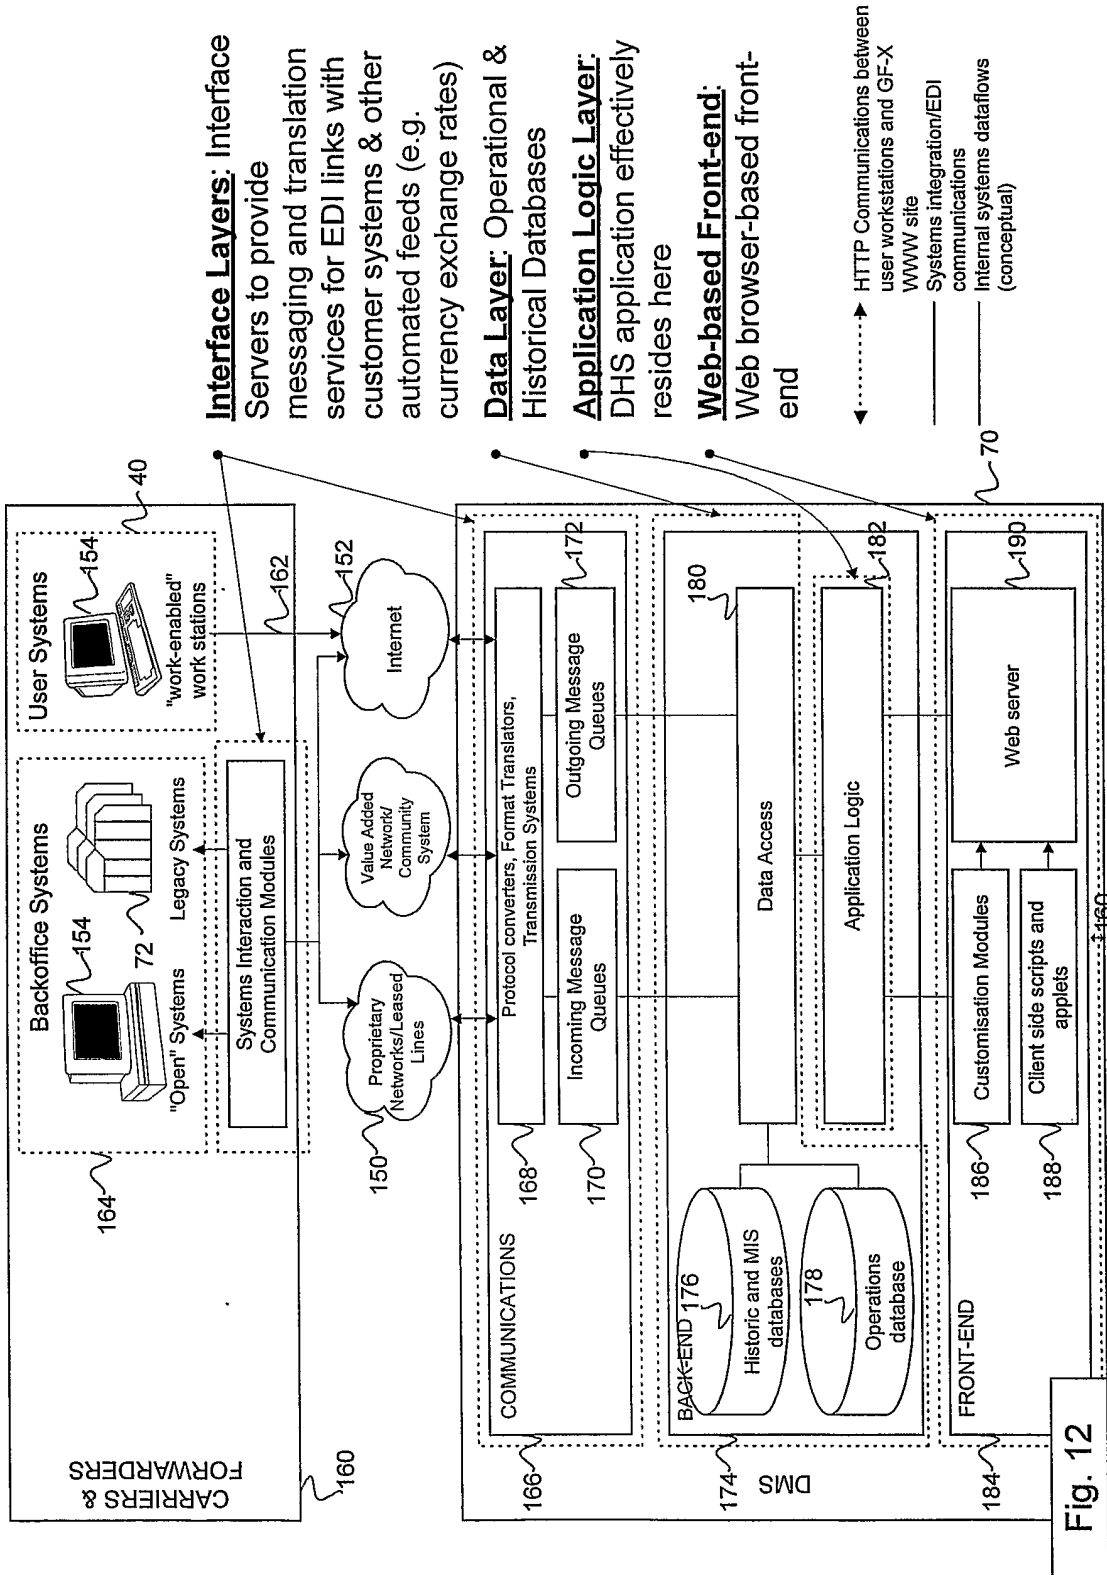 CARRIERS &
FORWARDERS
160
164
Backoffice Systems
154
72
"Open" Systems
Legacy Systems
Systems Interaction and
Communication Modules
User Systems
154
40
"work-enabled"
work stations
162
150
Proprietary
Networks/Leased
Lines
Value Added
Network/
Community
System
152
Internet
DMS
166
COMMUNICATIONS
168
Protocol converters, Format Translators,
Transmission Systems
170
Incoming Message
Queues
Outgoing Message
Queues
172
174
BACK-END
176
Historic and MIS
databases
178
Operations
database
180
Data Access
Application Logic
182
184
FRONT-END
186
Customisation Modules
188
Client side scripts and
applets
Web server
190
160
70
Interface Layers: Interface
Servers to provide
messaging and translation
services for EDI links with
customer systems & other
automated feeds (e.g.
currency exchange rates)
Data Layer: Operational &
Historical Databases
Application Logic Layer:
DHS application effectively
resides here
Web-based Front-end:
Web browser-based front-
end
HTTP Communications between
user workstations and GF-X
WWW site
Systems integration/EDI
communications
Internal systems dataflows
(conceptual)
Fig. 12